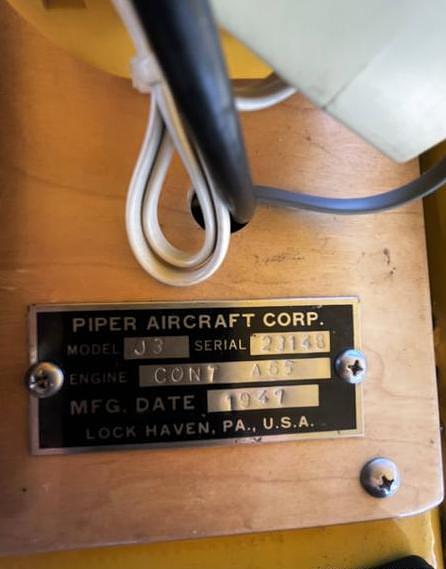 PIPER AIRCRAFT CORP.
MODEL J3 SERIAL 23148
ENGINE CONT A65
MFG. DATE 1947
LOCK HAVEN, PA., U.S.A.